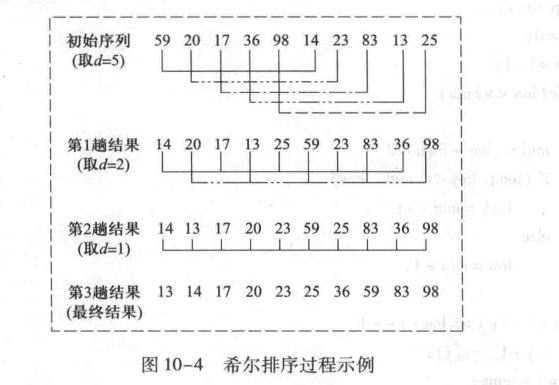 初始序列 59 20 17 36 98 14 23 83 13 25
(取d=5)
第1趟结果 14 20 17 13 25 59 23 83 36 98
(取d=2)
第2趟结果 14 13 17 20 23 59 25 83 36 98
(取d=1)
第3趟结果 13 14 17 20 23 25 36 59 83 98
(最终结果)
图 10-4 希尔排序过程示例